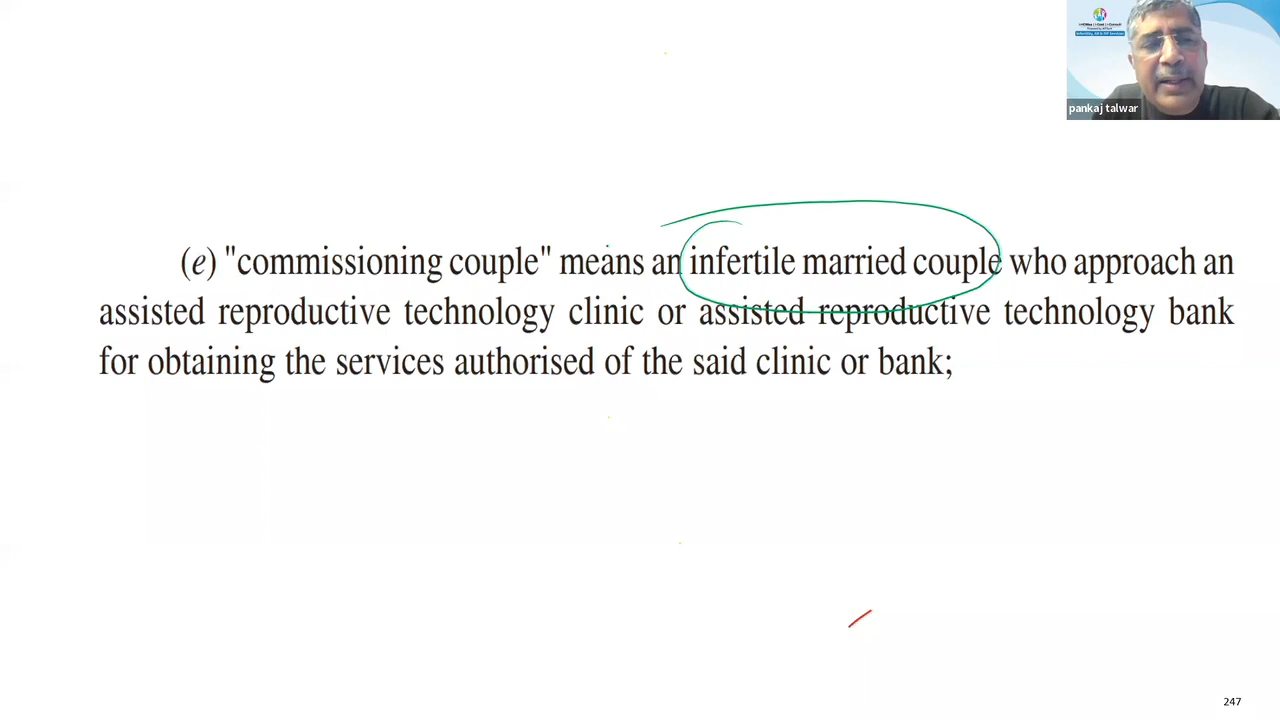 pankaj talwar
(e) "commissioning couple" means an infertile married couple who approach an
assisted reproductive technology clinic or assisted reproductive technology bank
for obtaining the services authorised of the said clinic or bank;
247